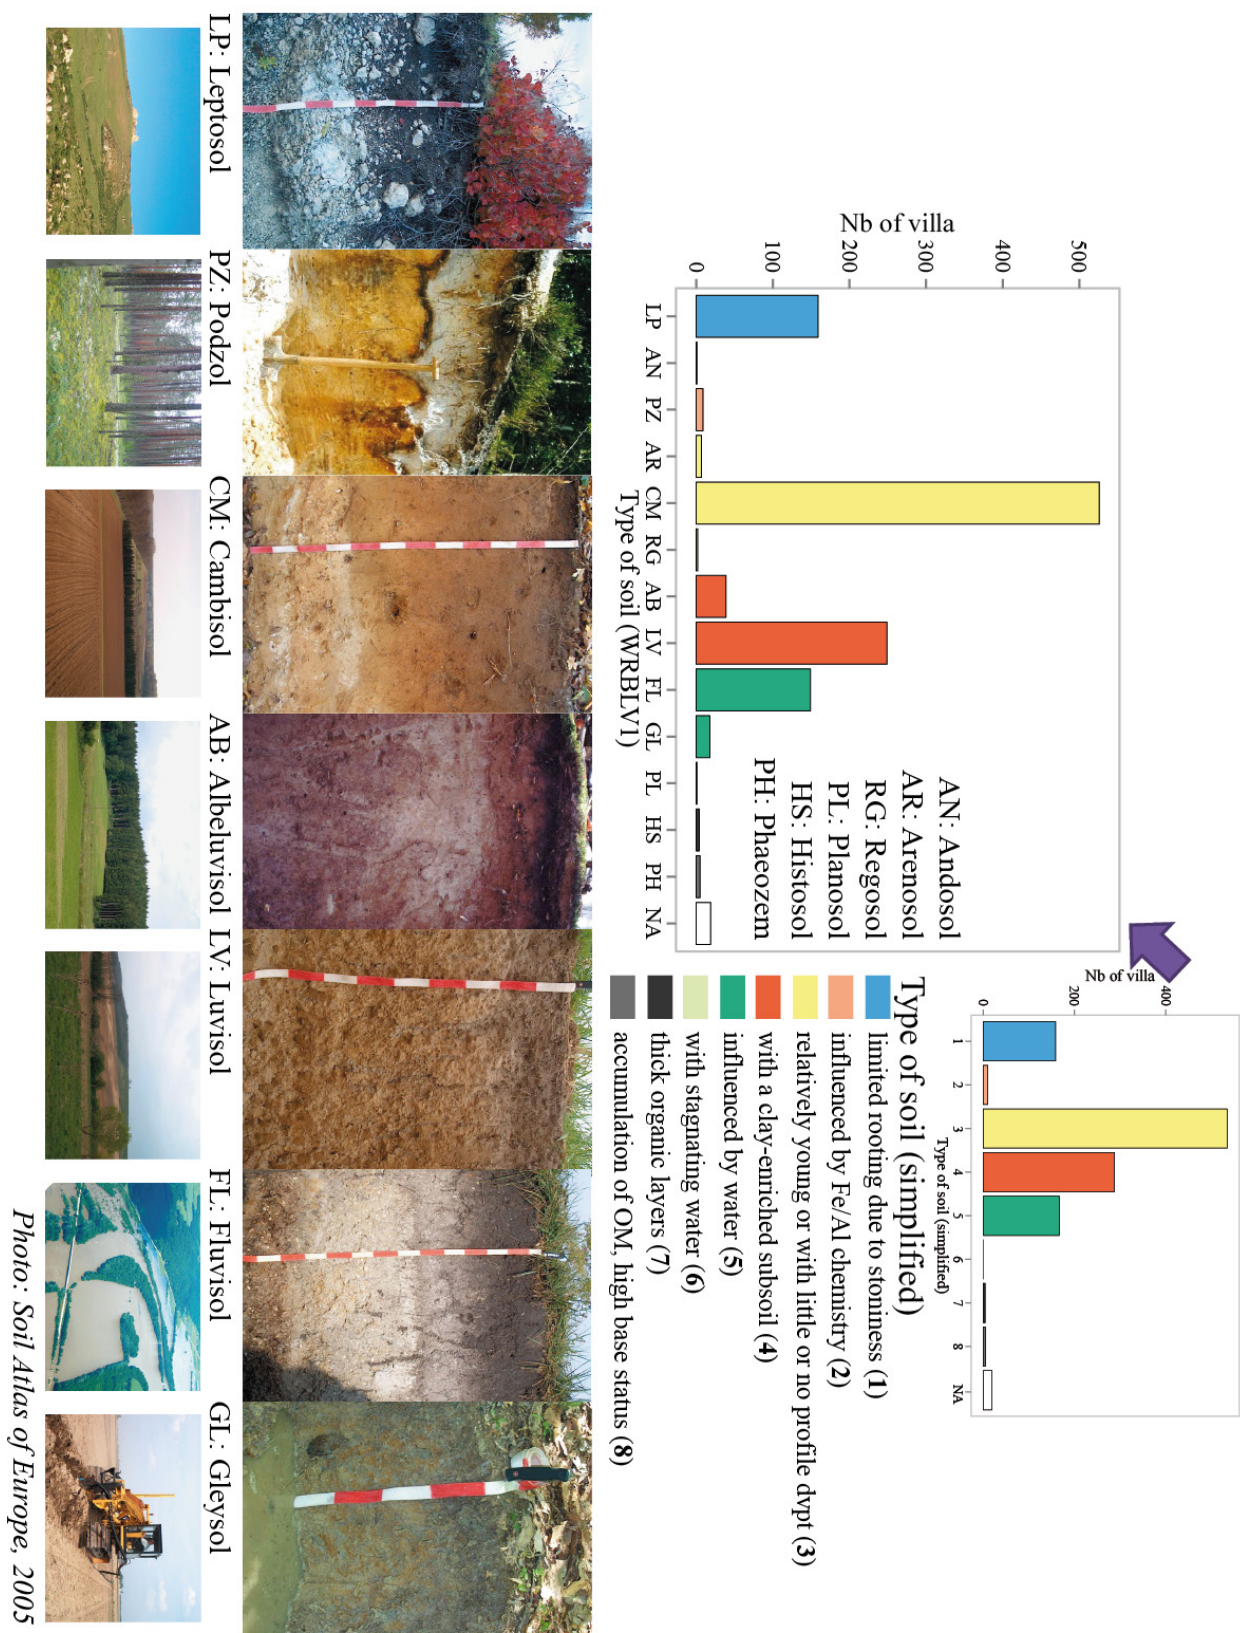 Nb of villa
500
400
300
200
100
0
LP
AN
PZ
AR
CM
RG
AB
LV
FL
GL
PL
HS
PH
NA
Type of soil (WRBLV1)
AN: Andosol
AR: Arenosol
RG: Regosol
PL: Planosol
HS: Histosol
PH: Phaeozem
Nb of villa
400
200
0
1
2
3
4
5
6
7
8
NA
Type of soil (simplified)
Type of soil (simplified)
limited rooting due to stoniness (1)
influenced by Fe/Al chemistry (2)
relatively young or with little or no profile dvpt (3)
with a clay-enriched subsoil (4)
influenced by water (5)
with stagnating water (6)
thick organic layers (7)
accumulation of OM, high base status (8)
LP: Leptosol
PZ: Podzol
CM: Cambisol
AB: Albeluvisol
LV: Luvisol
FL: Fluvisol
GL: Gleysol
Photo: Soil Atlas of Europe, 2005